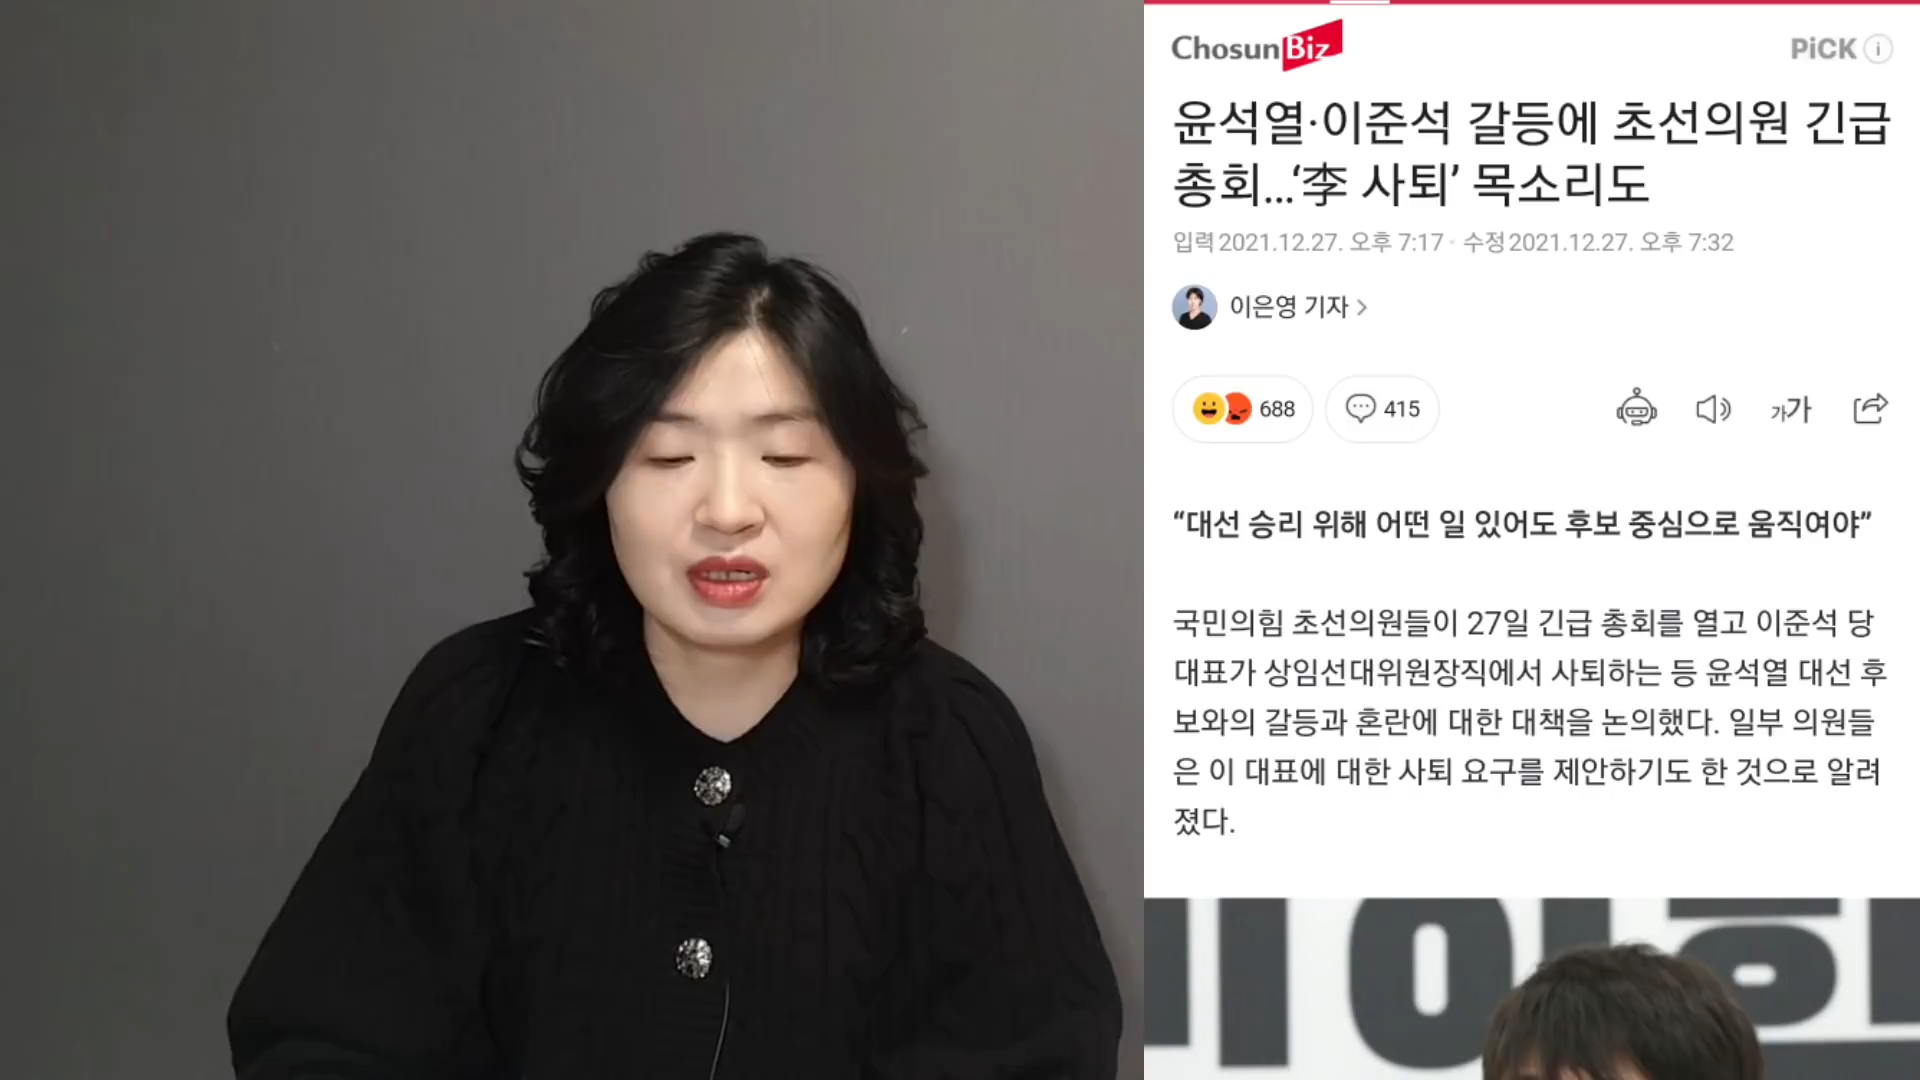 ChosunBiz
PiCK i
윤석열·이준석 갈등에 초선의원 긴급
총회…‘李 사퇴’ 목소리도
입력 2021.12.27. 오후 7:17 · 수정 2021.12.27. 오후 7:32
이은영 기자 >
688
415
가가
“대선 승리 위해 어떤 일 있어도 후보 중심으로 움직여야”
국민의힘 초선의원들이 27일 긴급 총회를 열고 이준석 당
대표가 상임선대위원장직에서 사퇴하는 등 윤석열 대선 후
보와의 갈등과 혼란에 대한 대책을 논의했다. 일부 의원들
은 이 대표에 대한 사퇴 요구를 제안하기도 한 것으로 알려
졌다.